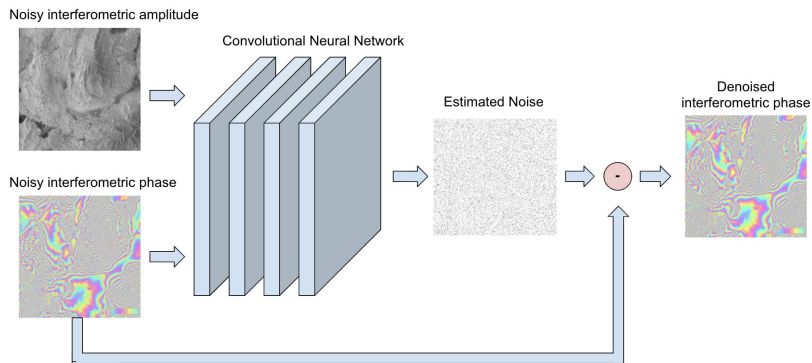 Noisy interferometric amplitude
Convolutional Neural Network
Noisy interferometric phase
Estimated Noise
-
Denoised
interferometric phase